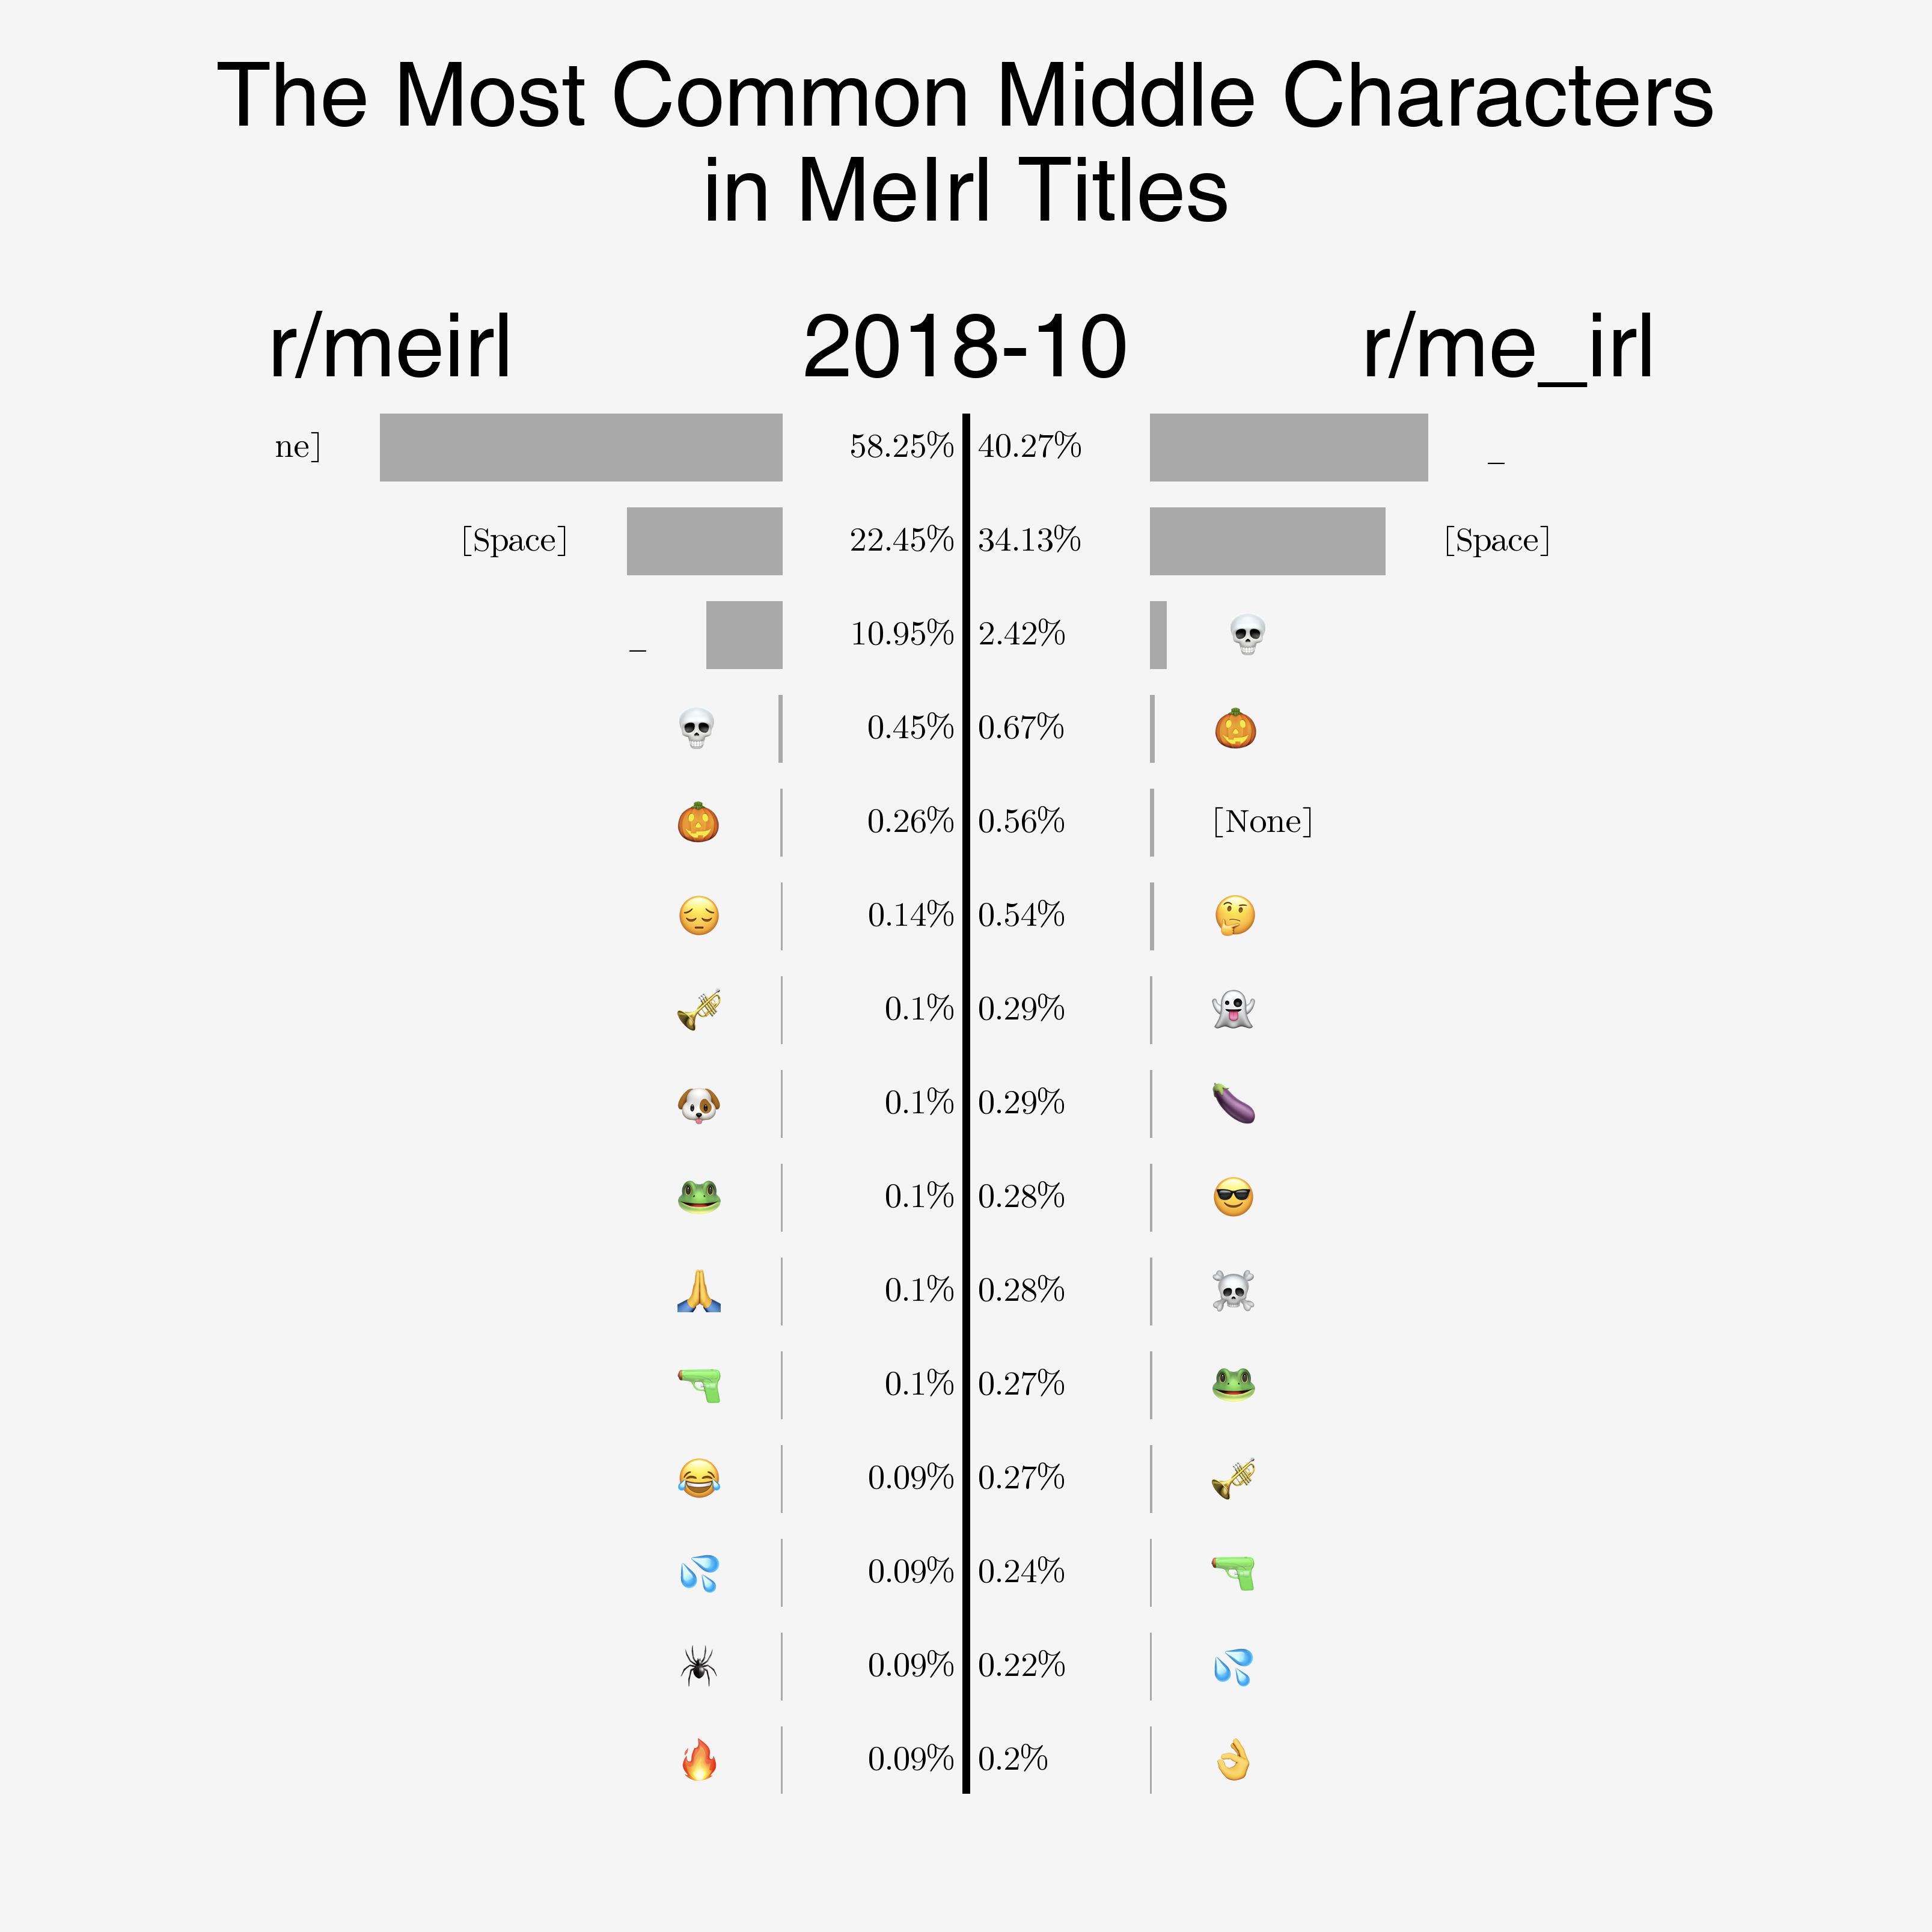 The Most Common Middle Characters
in MeIrl Titles
r/meirl 2018-10 r/me_irl
ne] 58.25% 40.27% _
[Space] 22.45% 34.13% [Space]
_ 10.95% 2.42% 💀
💀 0.45% 0.67% 🎃
🎃 0.26% 0.56% [None]
😔 0.14% 0.54% 🤔
🎺 0.1% 0.29% 👻
🐶 0.1% 0.29% 🍆
🐸 0.1% 0.28% 😎
🙏 0.1% 0.28% ☠️
🔫 0.1% 0.27% 🐸
😂 0.09% 0.27% 🎺
💦 0.09% 0.24% 🔫
🕷️ 0.09% 0.22% 💦
🔥 0.09% 0.2% 👌